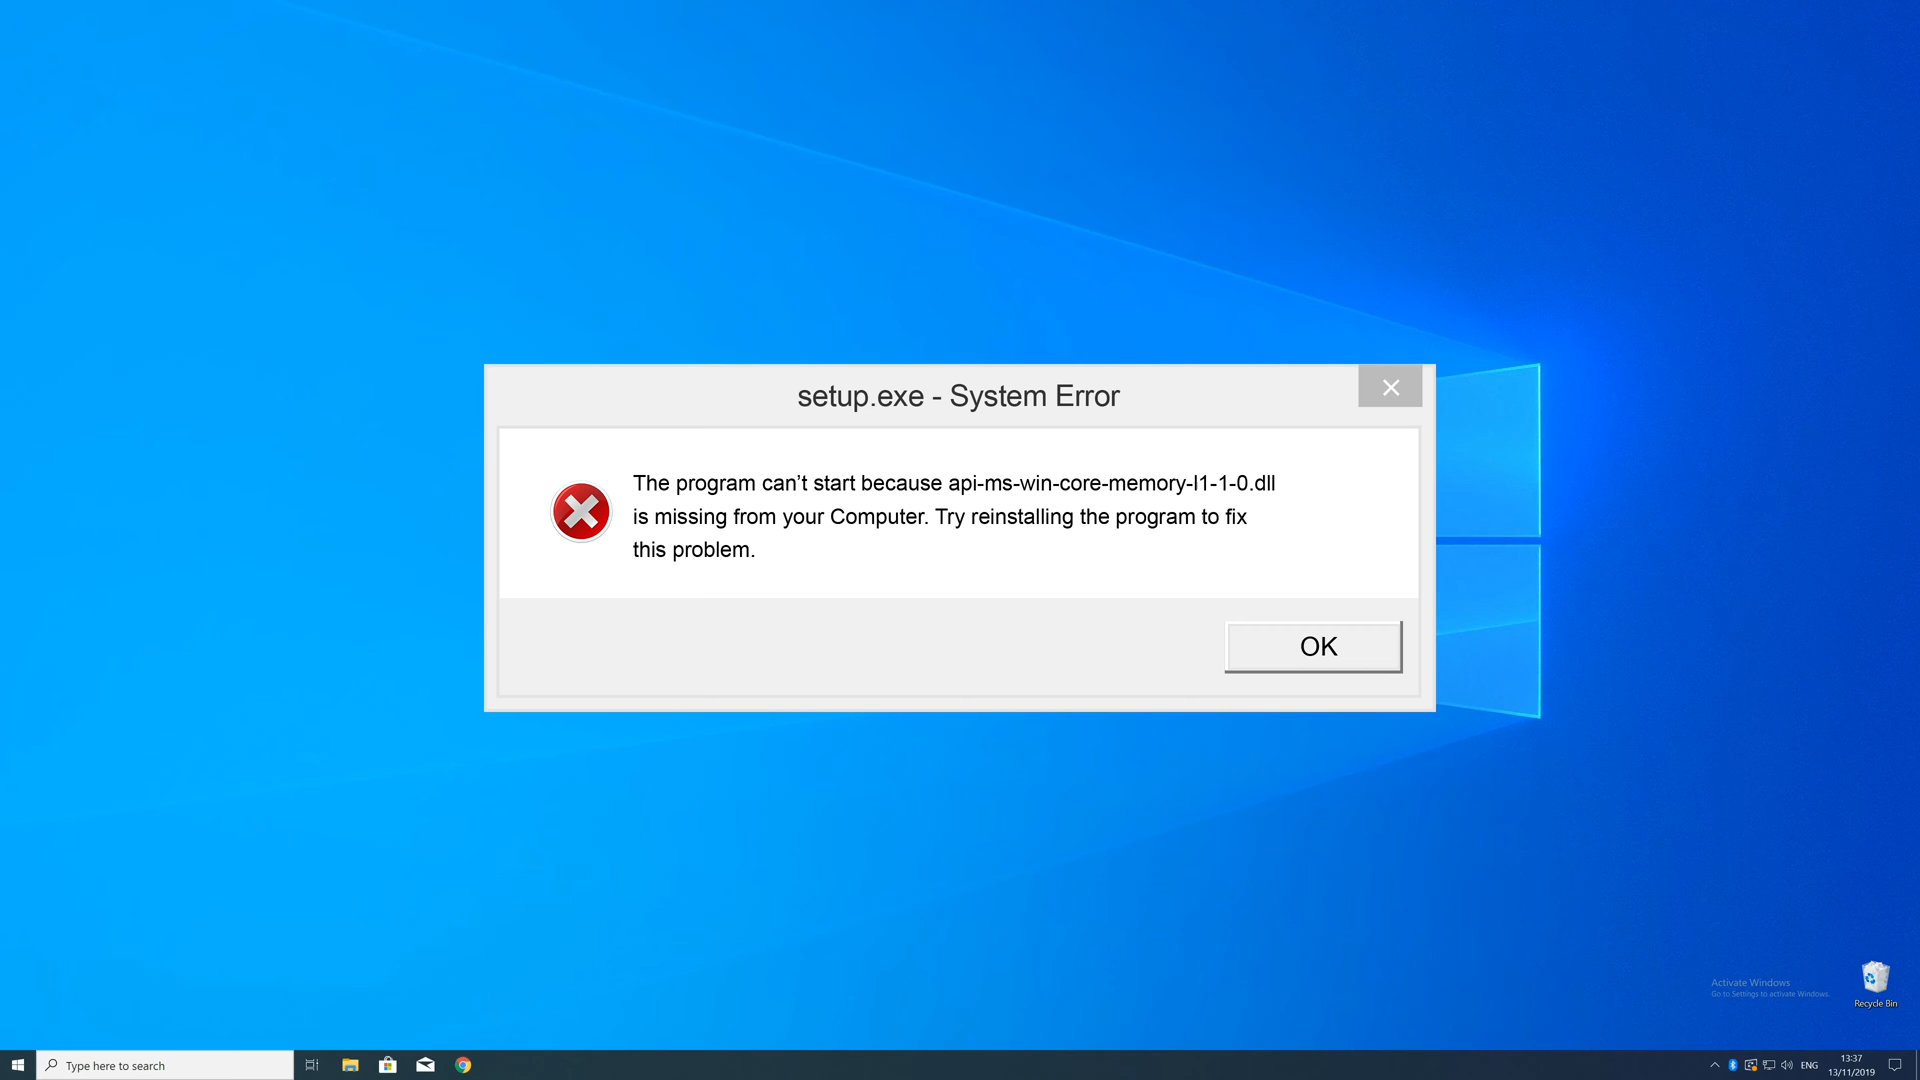 setup.exe - System Error
The program can’t start because api-ms-win-core-memory-l1-1-0.dll
is missing from your Computer. Try reinstalling the program to fix
this problem.
OK
Activate Windows
Go to Settings to activate Windows.
Recycle Bin
Type here to search
ENG
13:37
13/11/2019